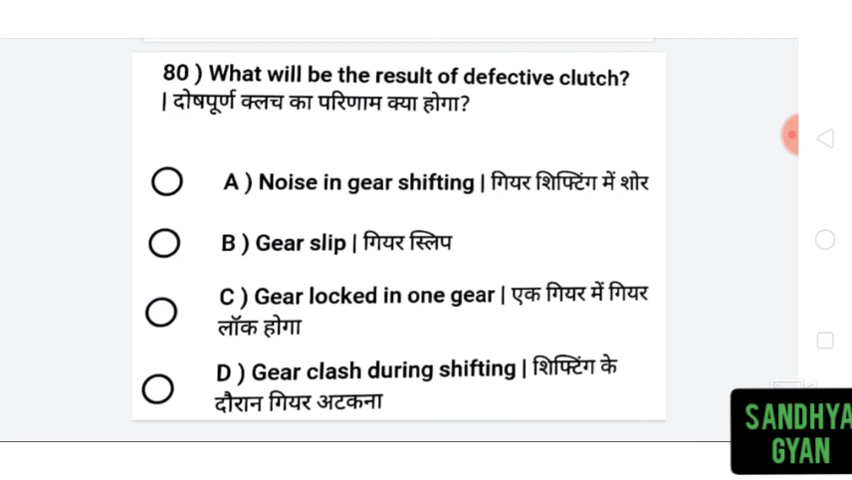 80 ) What will be the result of defective clutch?
| दोषपूर्ण क्लच का परिणाम क्या होगा?
A ) Noise in gear shifting | गियर शिफ्टिंग में शोर
B ) Gear slip | गियर स्लिप
C ) Gear locked in one gear | एक गियर में गियर
लॉक होगा
D ) Gear clash during shifting | शिफ्टिंग के
दौरान गियर अटकना
SANDHYA
GYAN